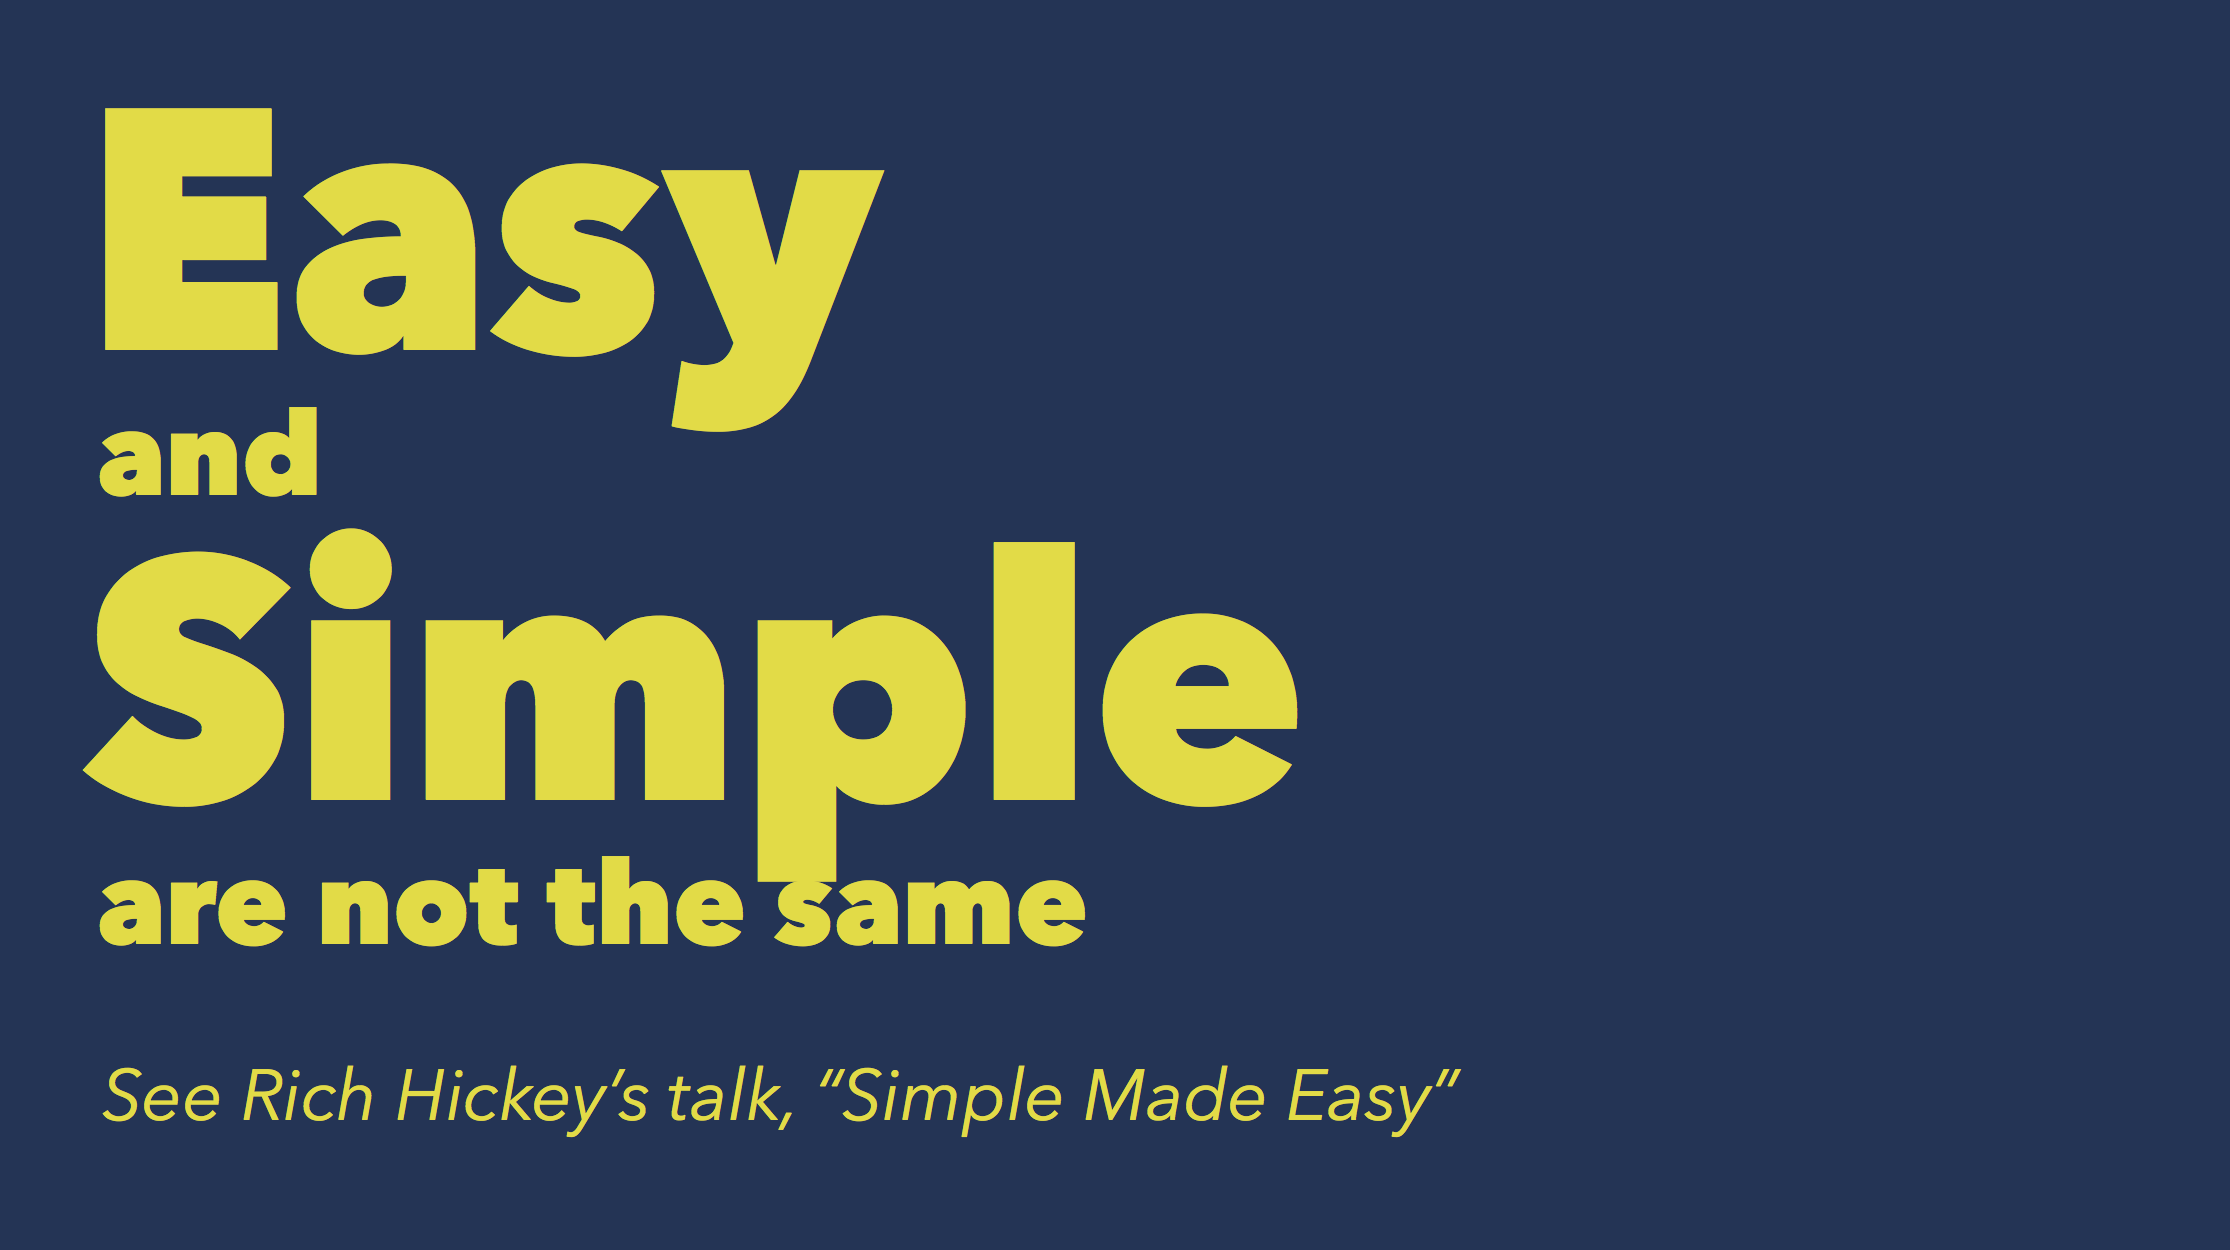 Easy
and
Simple
are not the same
See Rich Hickey’s talk, “Simple Made Easy”